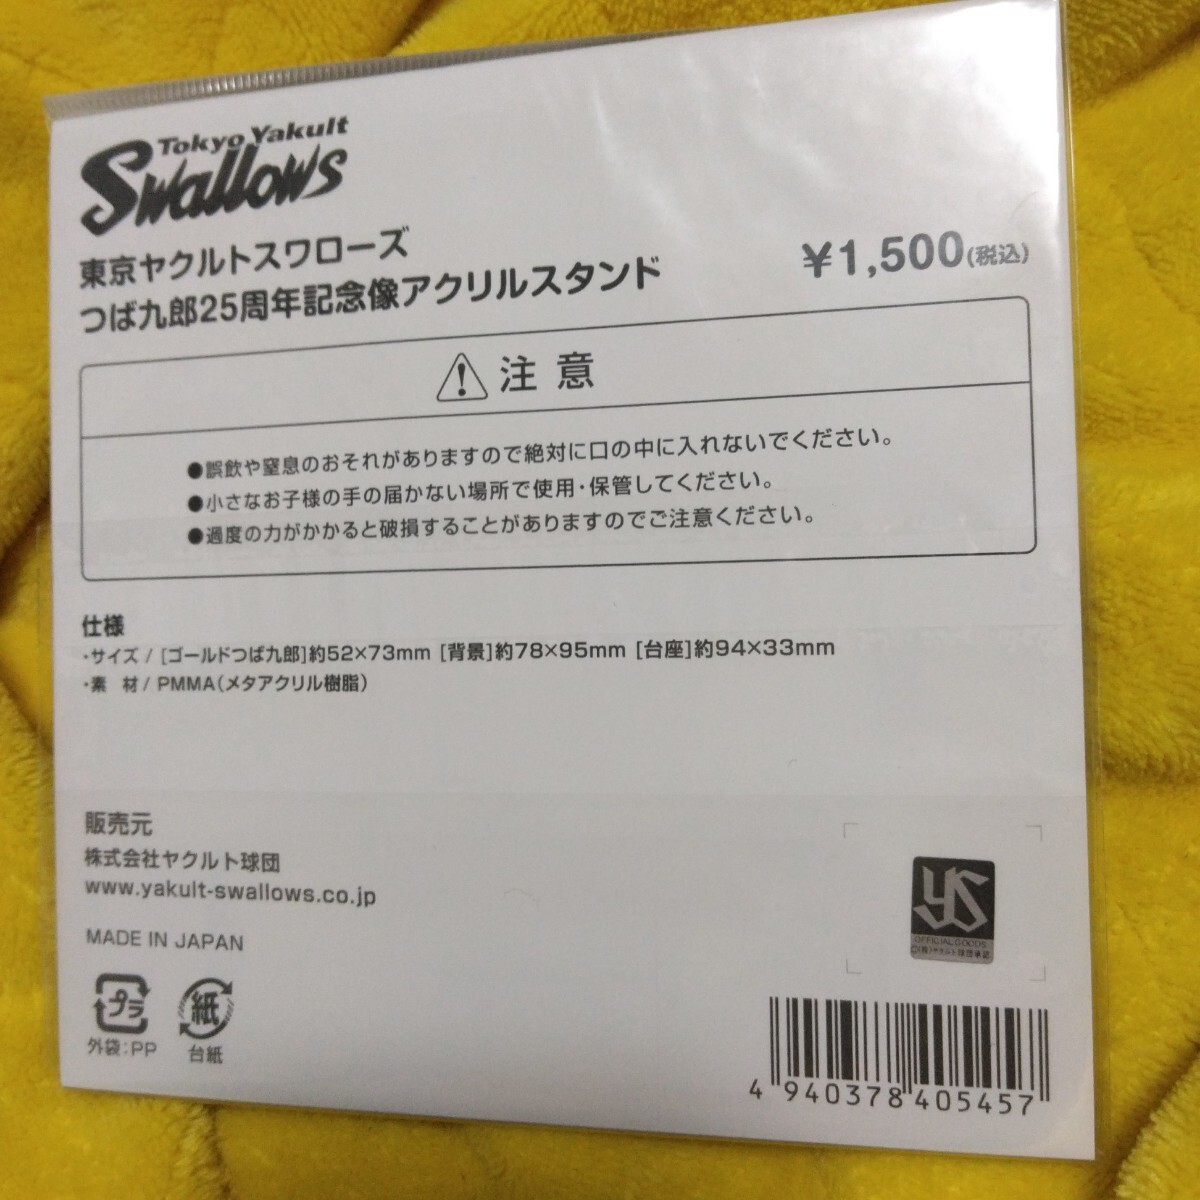 Tokyo Yakult
Swallows
東京ヤクルトスワローズ
つば九郎25周年記念像アクリルスタンド
¥1,500(税込)
注意
●誤飲や窒息のおそれがありますので絶対に口の中に入れないでください。
●小さなお子様の手の届かない場所で使用・保管してください。
●過度の力がかかると破損することがありますのでご注意ください。
仕様
・サイズ / [ゴールドつば九郎]約52×73mm [背景]約78×95mm [台座]約94×33mm
・素 材 / PMMA(メタアクリル樹脂)
販売元
株式会社ヤクルト球団
www.yakult-swallows.co.jp
MADE IN JAPAN
プラ
外袋:PP
紙
台紙
YS
OFFICIAL GOODS
(株)ヤクルト球団承認
4 940378 405457